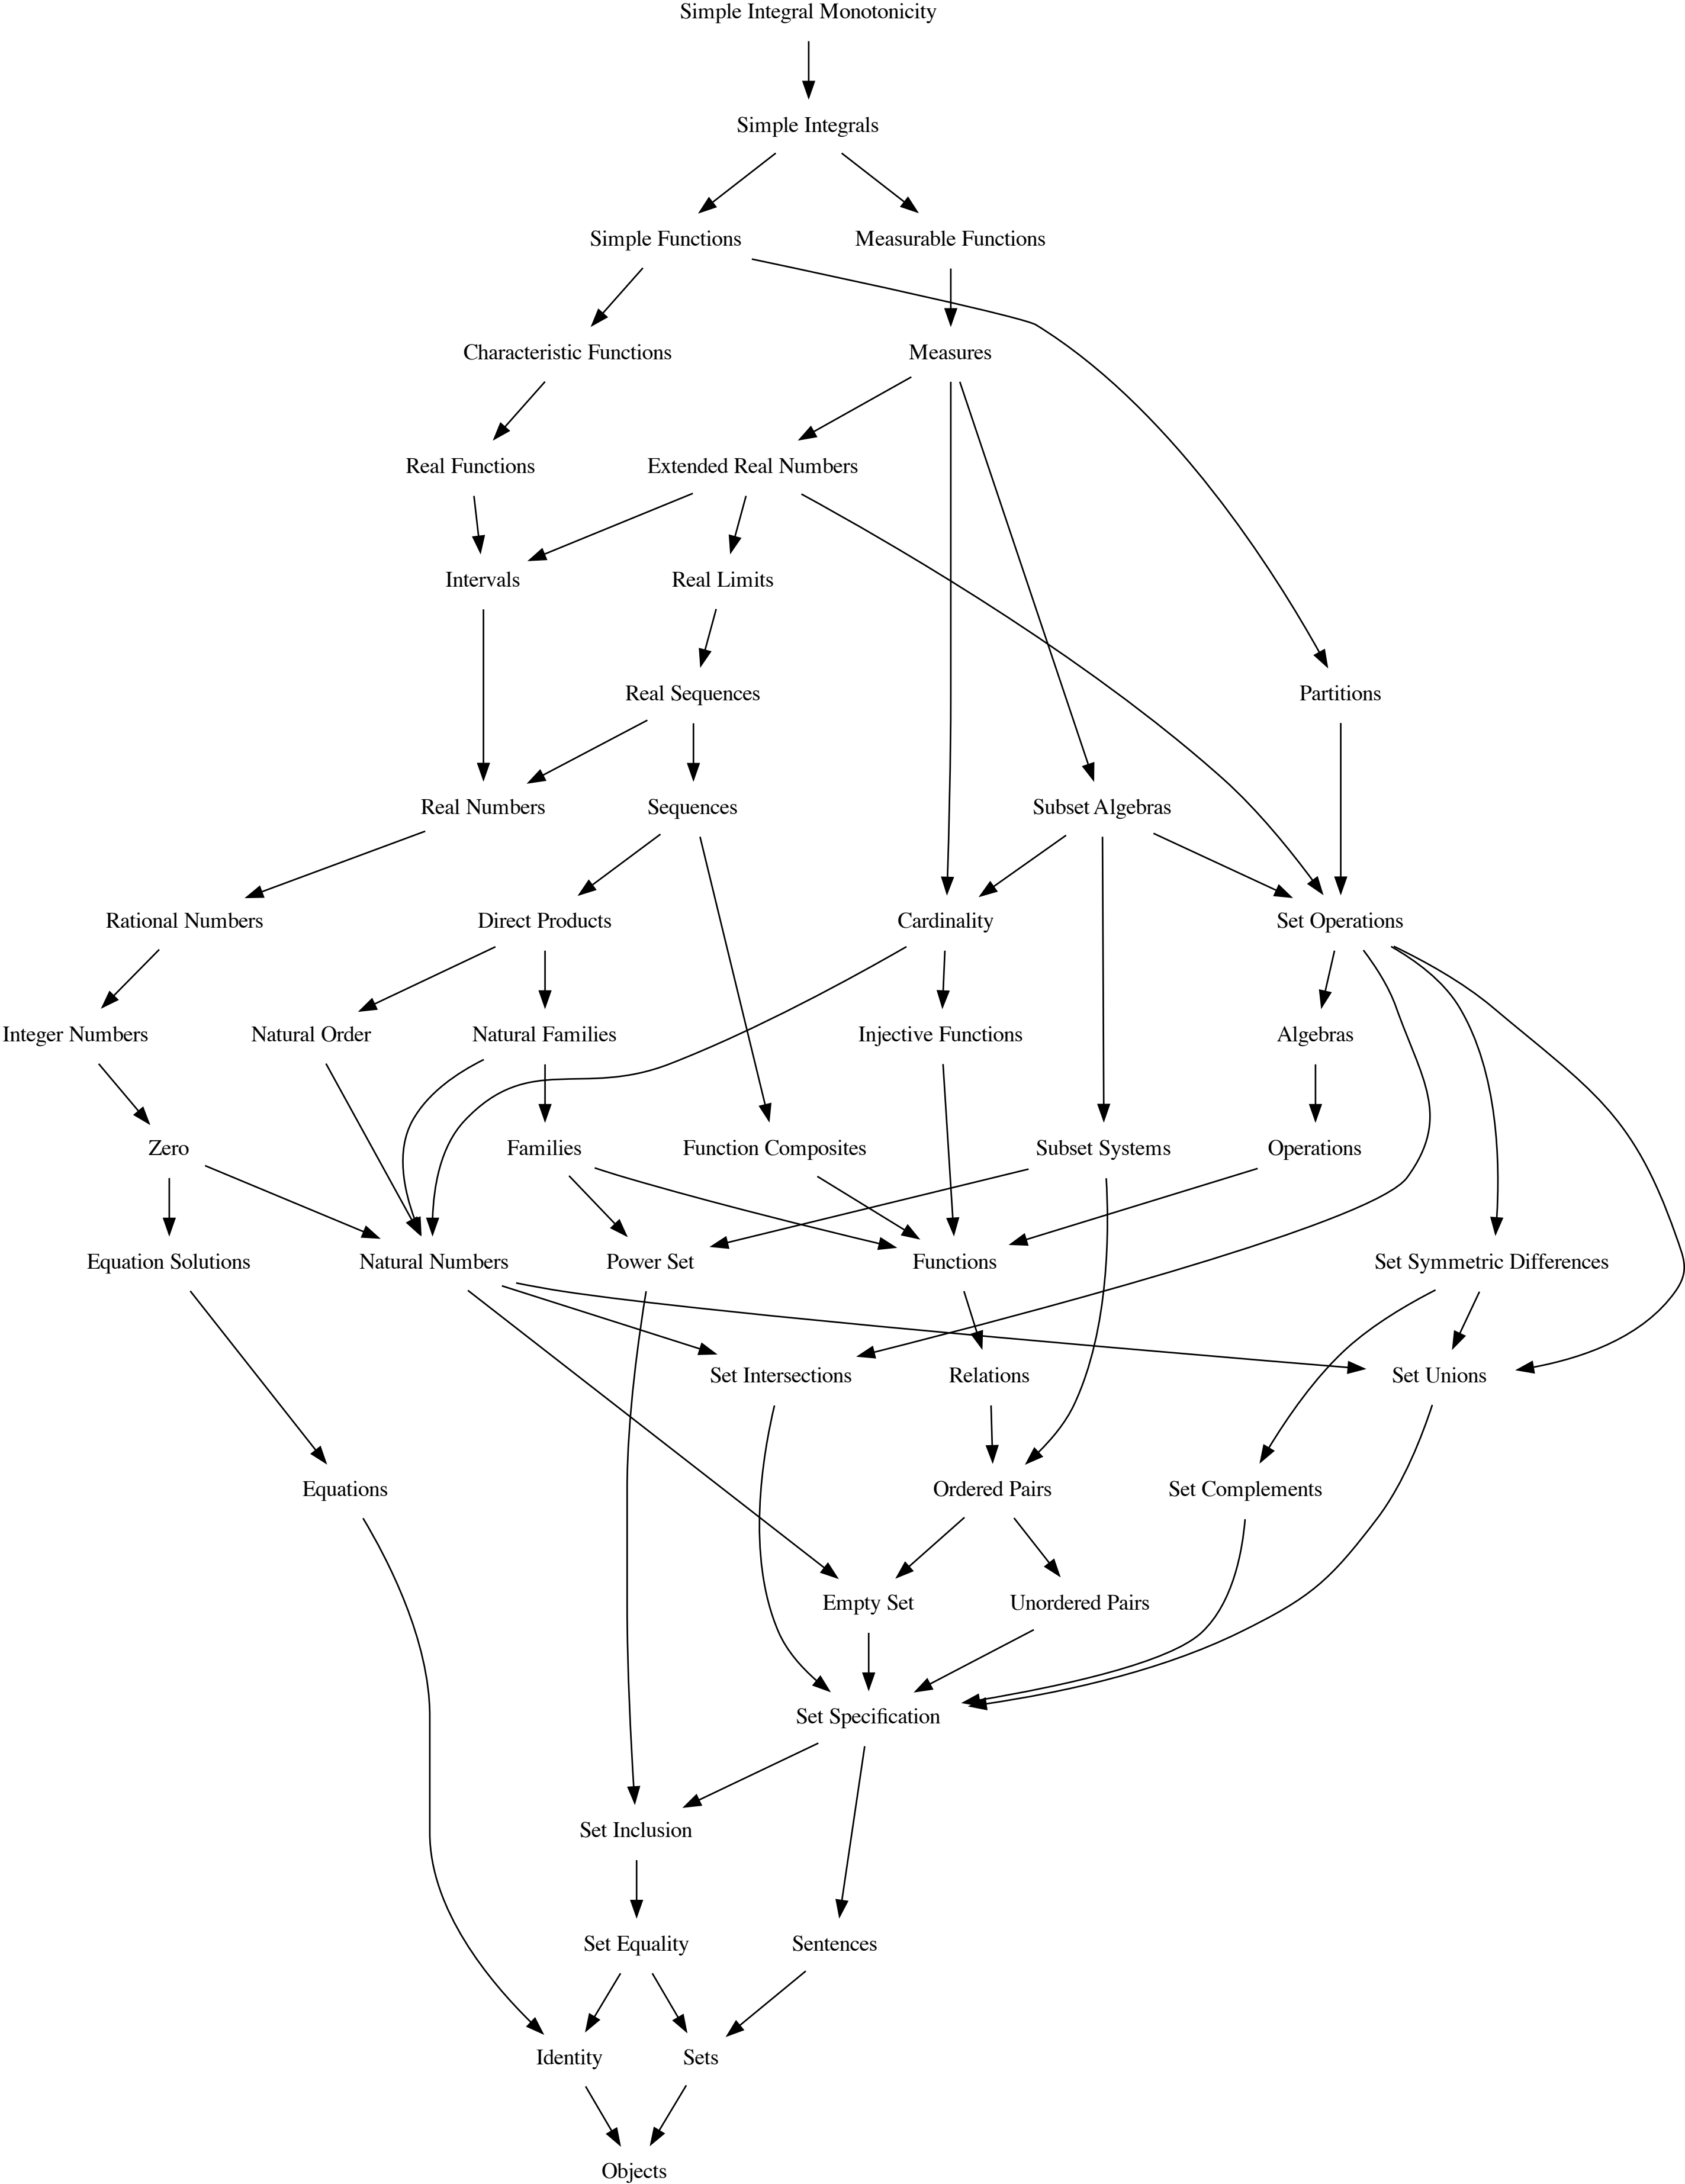 Simple Integral Monotonicity
Simple Integrals
Simple Functions
Measurable Functions
Characteristic Functions
Measures
Real Functions
Extended Real Numbers
Intervals
Real Limits
Real Sequences
Partitions
Real Numbers
Sequences
Subset Algebras
Rational Numbers
Direct Products
Cardinality
Set Operations
Integer Numbers
Natural Order
Natural Families
Injective Functions
Algebras
Zero
Families
Function Composites
Subset Systems
Operations
Equation Solutions
Natural Numbers
Power Set
Functions
Set Symmetric Differences
Set Intersections
Relations
Set Unions
Equations
Ordered Pairs
Set Complements
Empty Set
Unordered Pairs
Set Specification
Set Inclusion
Set Equality
Sentences
Identity
Sets
Objects